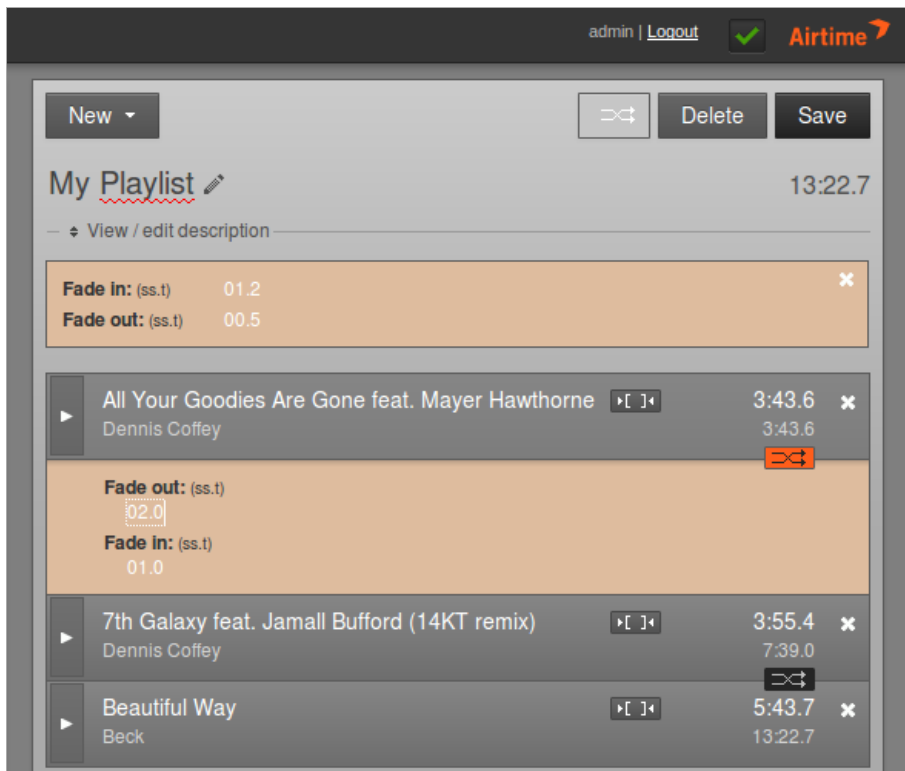 admin | Logout
Airtime
New
Delete
Save
My Playlist
13:22.7
View / edit description
Fade in: (ss.t) 01.2
Fade out: (ss.t) 00.5
All Your Goodies Are Gone feat. Mayer Hawthorne 3:43.6
Dennis Coffey 3:43.6
Fade out: (ss.t)
02.0
Fade in: (ss.t)
01.0
7th Galaxy feat. Jamall Bufford (14KT remix) 3:55.4
Dennis Coffey 7:39.0
Beautiful Way 5:43.7
Beck 13:22.7